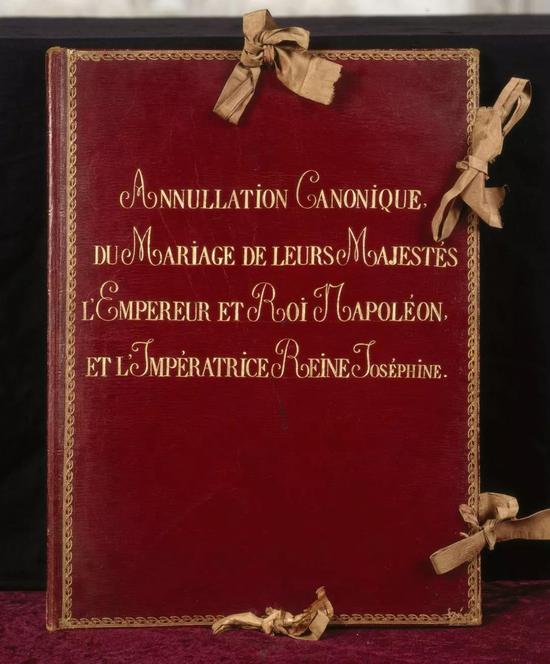 Annullation Canonique,
du Mariage de leurs Majestés
l'Empereur et Roi Napoléon,
et l'Impératrice Reine Joséphine.